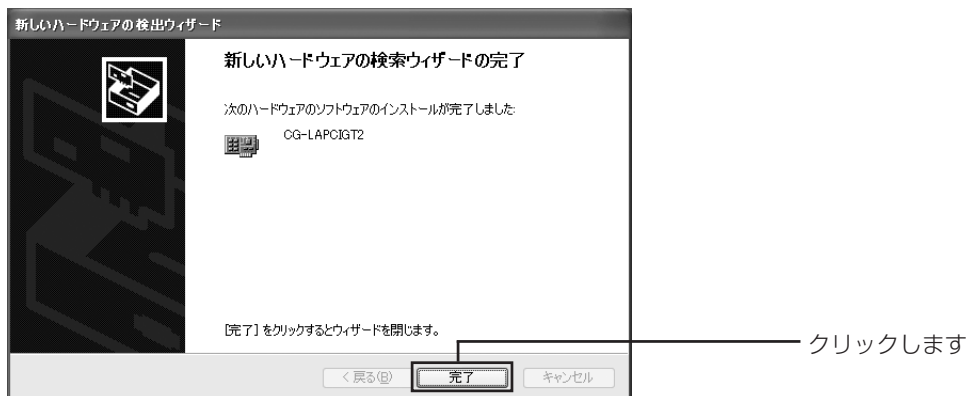 新しいハードウェアの検出ウィザード
新しいハードウェアの検索ウィザードの完了
次のハードウェアのソフトウェアのインストールが完了しました:
CG-LAPCIGT2
[完了] をクリックするとウィザードを閉じます。
< 戻る(B)
完了
キャンセル
クリックします